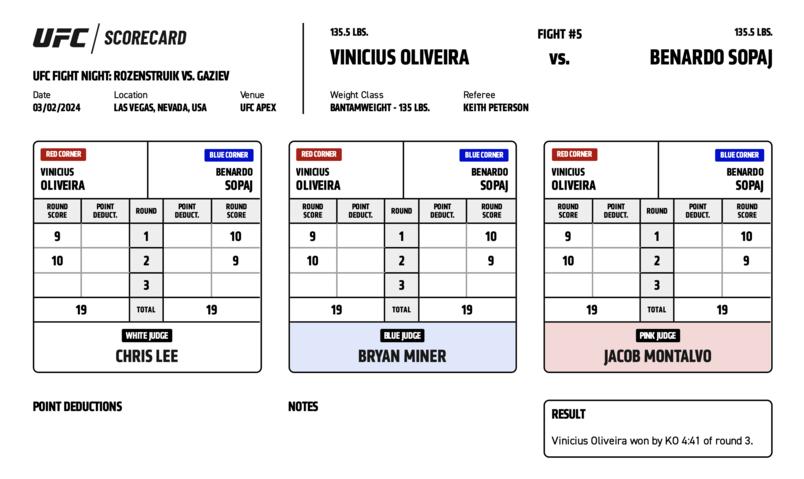 UFC / SCORECARD
UFC FIGHT NIGHT: ROZENSTRUIK VS. GAZIEV
Date Location Venue
03/02/2024 LAS VEGAS, NEVADA, USA UFC APEX
135.5 LBS. FIGHT #5 135.5 LBS.
VINICIUS OLIVEIRA vs. BENARDO SOPAJ
Weight Class Referee
BANTAMWEIGHT - 135 LBS. KEITH PETERSON
RED CORNER BLUE CORNER
VINICIUS BENARDO
OLIVEIRA SOPAJ
ROUND POINT ROUND POINT ROUND
SCORE DEDUCT. DEDUCT. SCORE
9 1 10
10 2 9
3
19 TOTAL 19
WHITE JUDGE
CHRIS LEE
RED CORNER BLUE CORNER
VINICIUS BENARDO
OLIVEIRA SOPAJ
ROUND POINT ROUND POINT ROUND
SCORE DEDUCT. DEDUCT. SCORE
9 1 10
10 2 9
3
19 TOTAL 19
BLUE JUDGE
BRYAN MINER
RED CORNER BLUE CORNER
VINICIUS BENARDO
OLIVEIRA SOPAJ
ROUND POINT ROUND POINT ROUND
SCORE DEDUCT. DEDUCT. SCORE
9 1 10
10 2 9
3
19 TOTAL 19
PINK JUDGE
JACOB MONTALVO
POINT DEDUCTIONS
NOTES
RESULT
Vinicius Oliveira won by KO 4:41 of round 3.